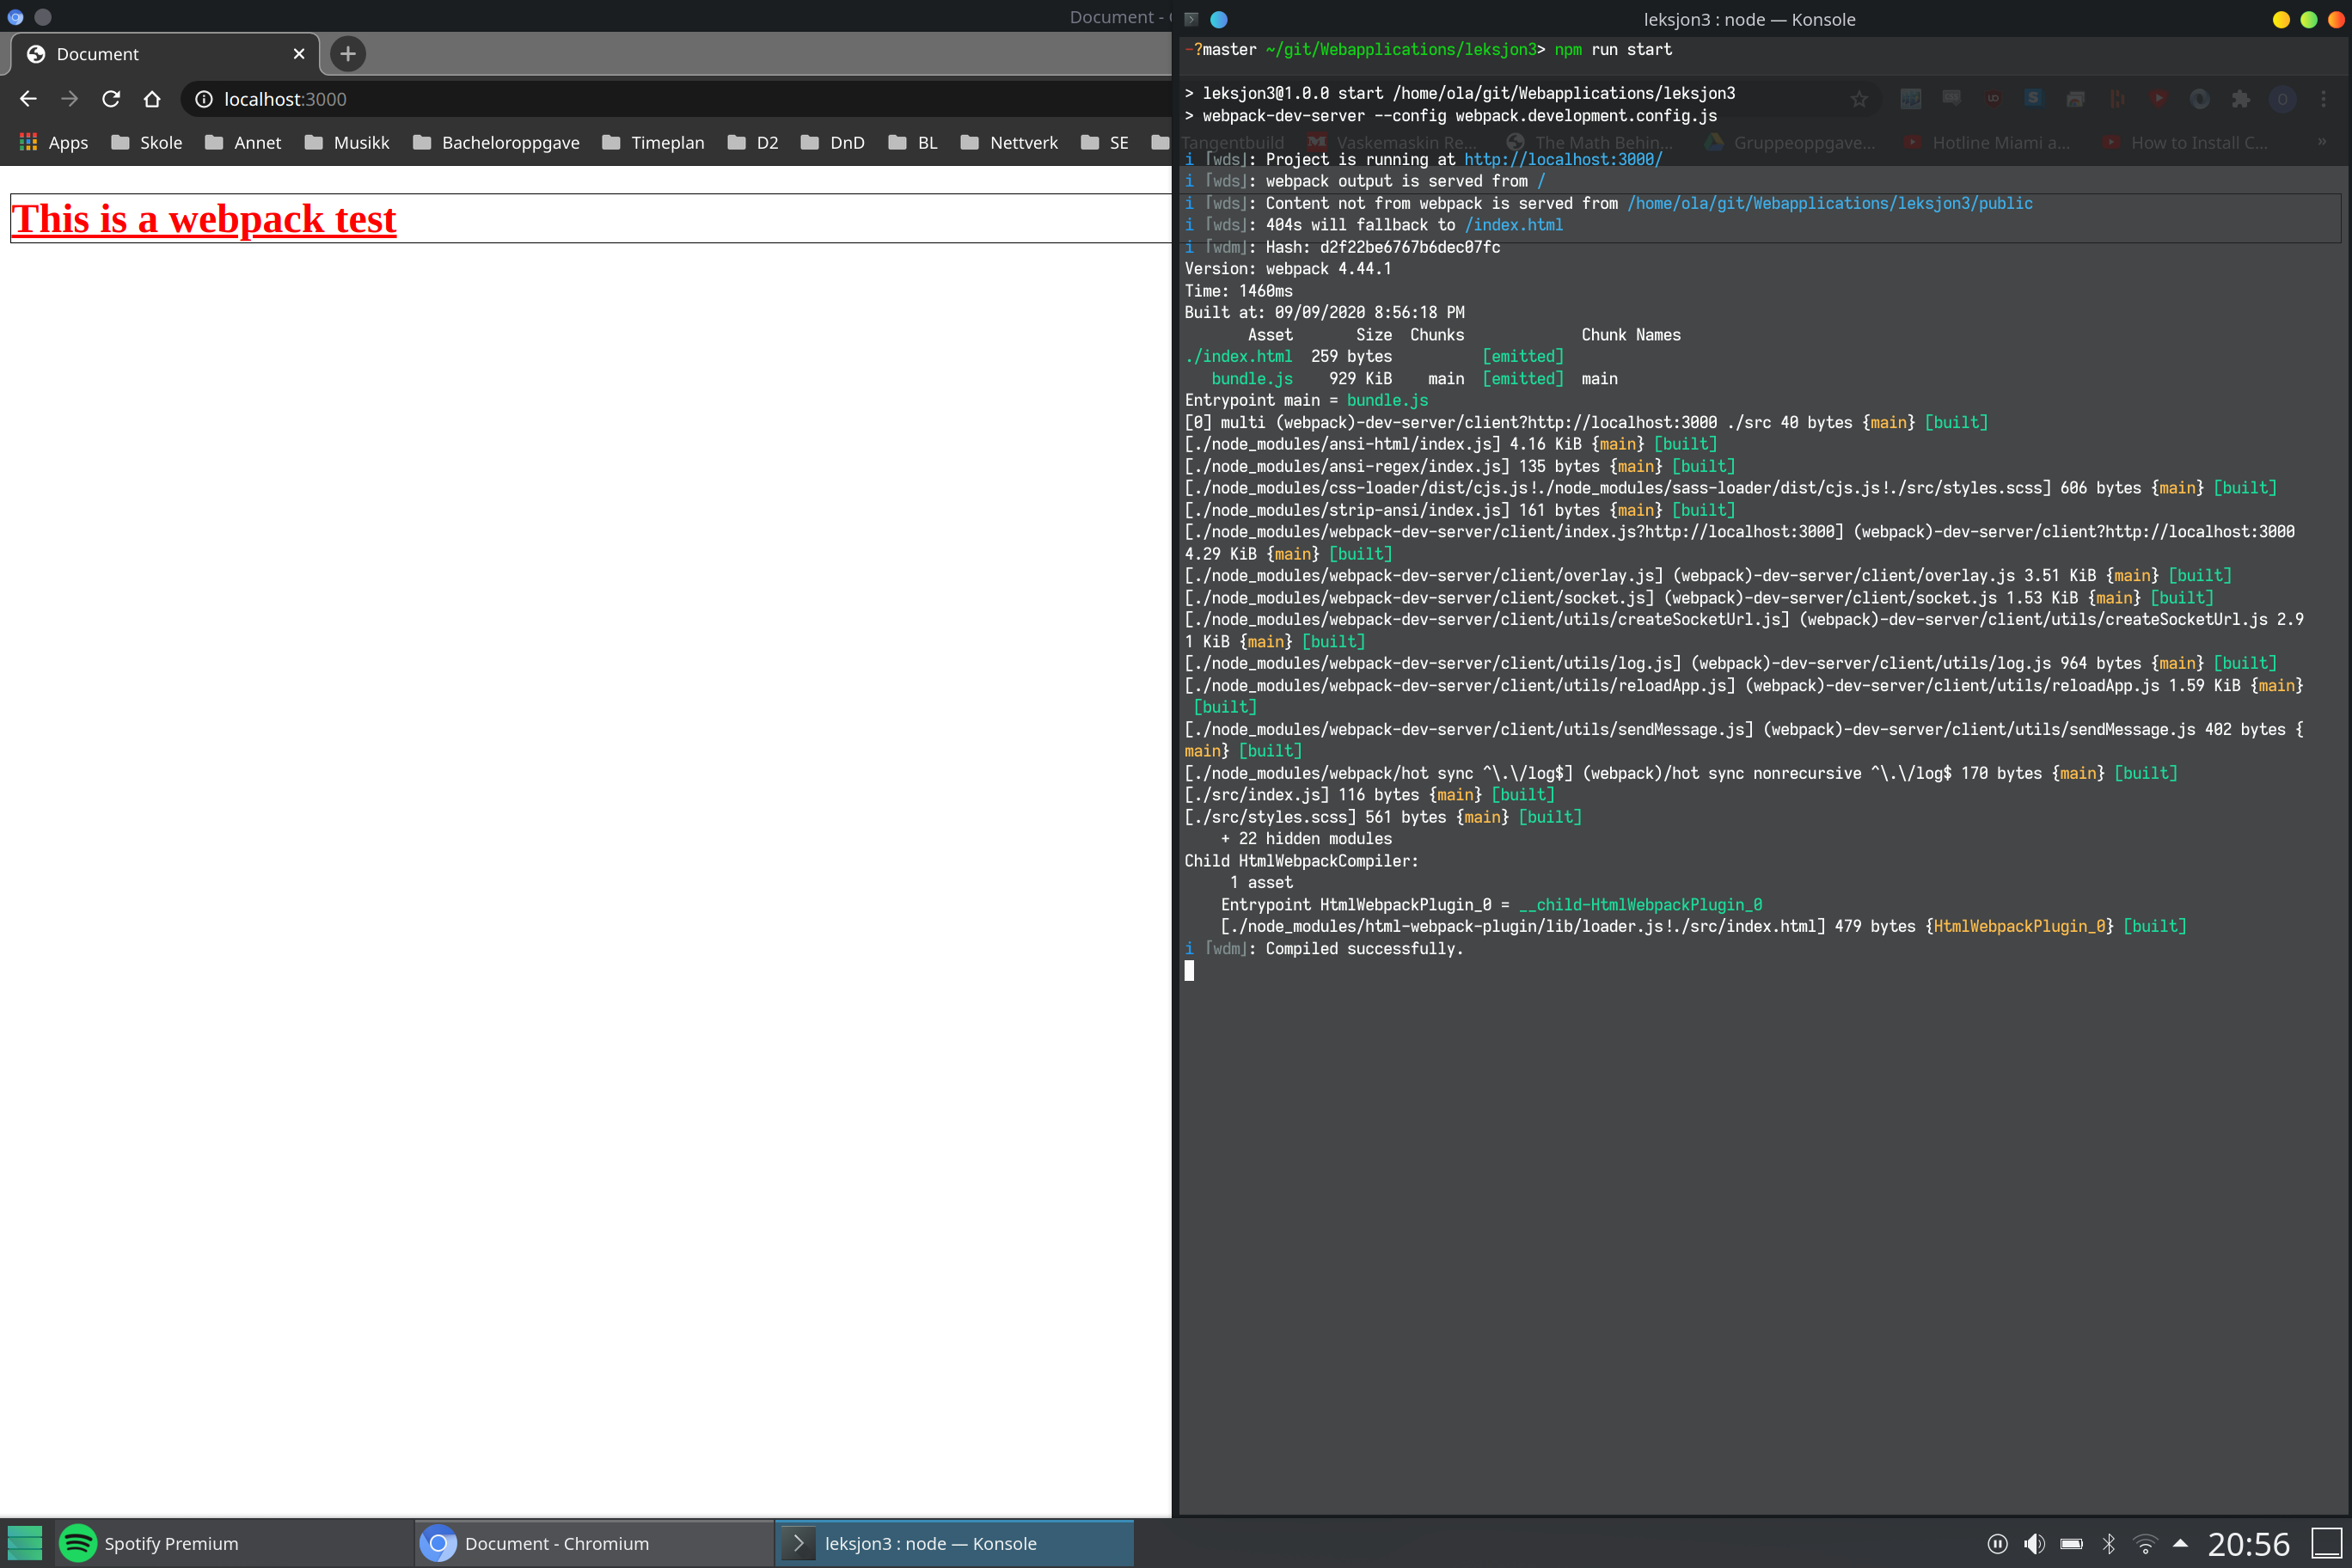 Document - 
Document
localhost:3000
Apps Skole Annet Musikk Bacheloroppgave Timeplan D2 DnD BL Nettverk SE
This is a webpack test
leksjon3 : node — Konsole
-?master ~/git/Webapplications/leksjon3> npm run start
> leksjon3@1.0.0 start /home/ola/git/Webapplications/leksjon3
> webpack-dev-server --config webpack.development.config.js
Tangentbuild Vaskemaskin Re... The Math Behin... Gruppeoppgave... Hotline Miami a... How to Install C... »
i ｢wds｣: Project is running at http://localhost:3000/
i ｢wds｣: webpack output is served from /
i ｢wds｣: Content not from webpack is served from /home/ola/git/Webapplications/leksjon3/public
i ｢wds｣: 404s will fallback to /index.html
i ｢wdm｣: Hash: d2f22be6767b6dec07fc
Version: webpack 4.44.1
Time: 1460ms
Built at: 09/09/2020 8:56:18 PM
Asset Size Chunks Chunk Names
./index.html 259 bytes [emitted]
bundle.js 929 KiB main [emitted] main
Entrypoint main = bundle.js
[0] multi (webpack)-dev-server/client?http://localhost:3000 ./src 40 bytes {main} [built]
[./node_modules/ansi-html/index.js] 4.16 KiB {main} [built]
[./node_modules/ansi-regex/index.js] 135 bytes {main} [built]
[./node_modules/css-loader/dist/cjs.js!./node_modules/sass-loader/dist/cjs.js!./src/styles.scss] 606 bytes {main} [built]
[./node_modules/strip-ansi/index.js] 161 bytes {main} [built]
[./node_modules/webpack-dev-server/client/index.js?http://localhost:3000] (webpack)-dev-server/client?http://localhost:3000
4.29 KiB {main} [built]
[./node_modules/webpack-dev-server/client/overlay.js] (webpack)-dev-server/client/overlay.js 3.51 KiB {main} [built]
[./node_modules/webpack-dev-server/client/socket.js] (webpack)-dev-server/client/socket.js 1.53 KiB {main} [built]
[./node_modules/webpack-dev-server/client/utils/createSocketUrl.js] (webpack)-dev-server/client/utils/createSocketUrl.js 2.9
1 KiB {main} [built]
[./node_modules/webpack-dev-server/client/utils/log.js] (webpack)-dev-server/client/utils/log.js 964 bytes {main} [built]
[./node_modules/webpack-dev-server/client/utils/reloadApp.js] (webpack)-dev-server/client/utils/reloadApp.js 1.59 KiB {main}
[built]
[./node_modules/webpack-dev-server/client/utils/sendMessage.js] (webpack)-dev-server/client/utils/sendMessage.js 402 bytes {
main} [built]
[./node_modules/webpack/hot sync ^\.\/log$] (webpack)/hot sync nonrecursive ^\.\/log$ 170 bytes {main} [built]
[./src/index.js] 116 bytes {main} [built]
[./src/styles.scss] 561 bytes {main} [built]
+ 22 hidden modules
Child HtmlWebpackCompiler:
1 asset
Entrypoint HtmlWebpackPlugin_0 = __child-HtmlWebpackPlugin_0
[./node_modules/html-webpack-plugin/lib/loader.js!./src/index.html] 479 bytes {HtmlWebpackPlugin_0} [built]
i ｢wdm｣: Compiled successfully.
Spotify Premium
Document - Chromium
leksjon3 : node — Konsole
20:56